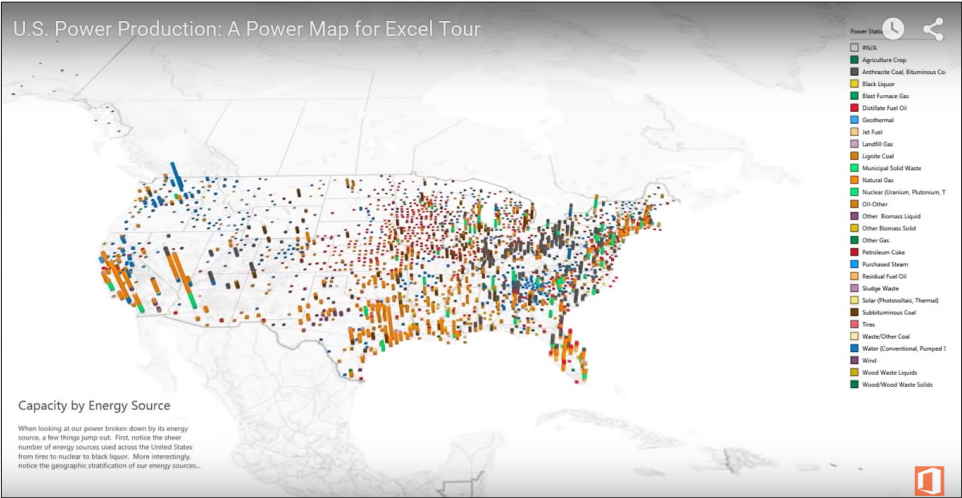 U.S. Power Production: A Power Map for Excel Tour
Power Stati
#N/A
Agriculture Crop
Anthracite Coal, Bituminous Co
Black Liquor
Blast Furnace Gas
Distillate Fuel Oil
Geothermal
Jet Fuel
Landfill Gas
Lignite Coal
Municipal Solid Waste
Natural Gas
Nuclear (Uranium, Plutonium, T
Oil-Other
Other Biomass Liquid
Other Biomass Solid
Other Gas
Petroleum Coke
Purchased Steam
Residual Fuel Oil
Sludge Waste
Solar (Photovoltaic, Thermal)
Subbituminous Coal
Tires
Waste/Other Coal
Water (Conventional, Pumped S
Wind
Wood Waste Liquids
Wood/Wood Waste Solids
Capacity by Energy Source
When looking at our power broken down by its energy
source, a few things jump out. First, notice the sheer
number of energy sources used across the United States
from tires to nuclear to black liquor. More interestingly,
notice the geographic stratification of our energy sources...